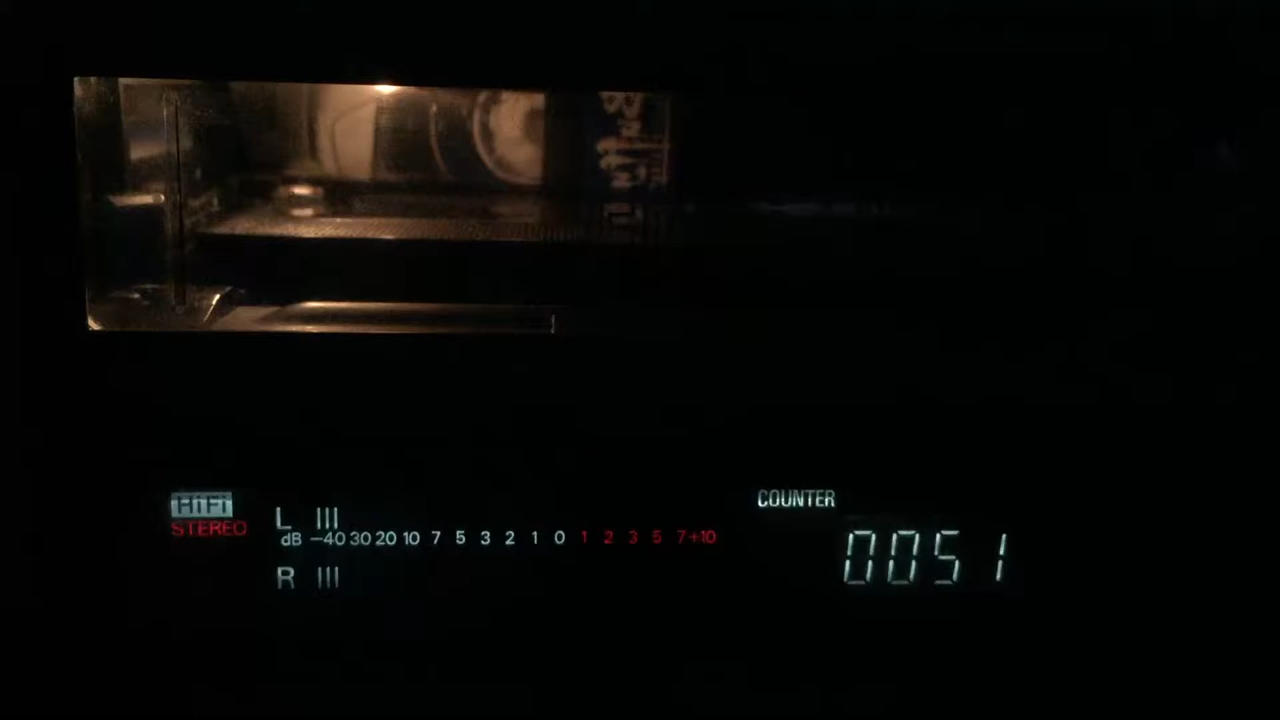 HiFi
STEREO
L
dB −40 30 20 10 7 5 3 2 1 0 1 2 3 5 7 +10
R
COUNTER
0051